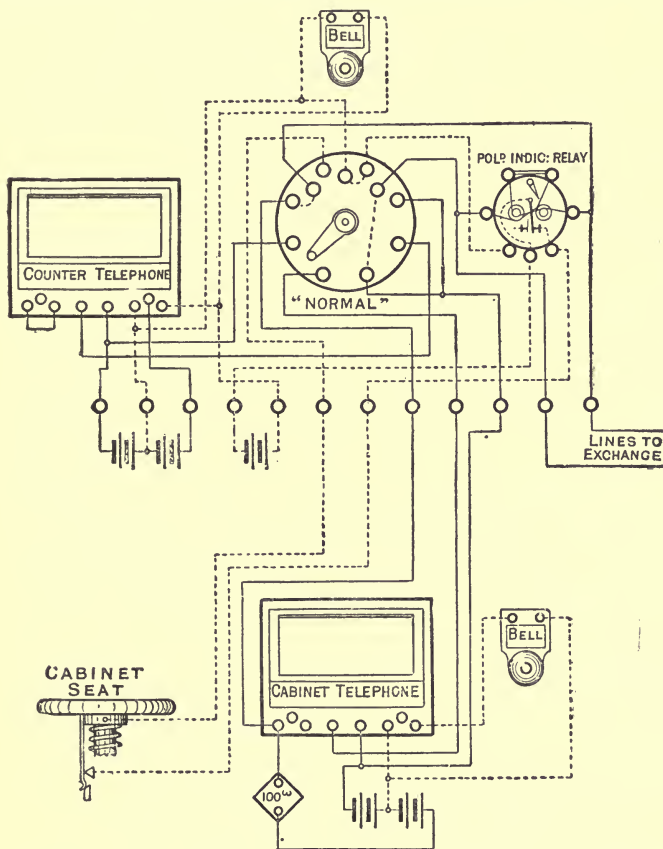 BELL
POLD INDIC: RELAY
COUNTER TELEPHONE
"NORMAL"
LINES TO
EXCHANGE
CABINET
SEAT
CABINET TELEPHONE
BELL
100ω